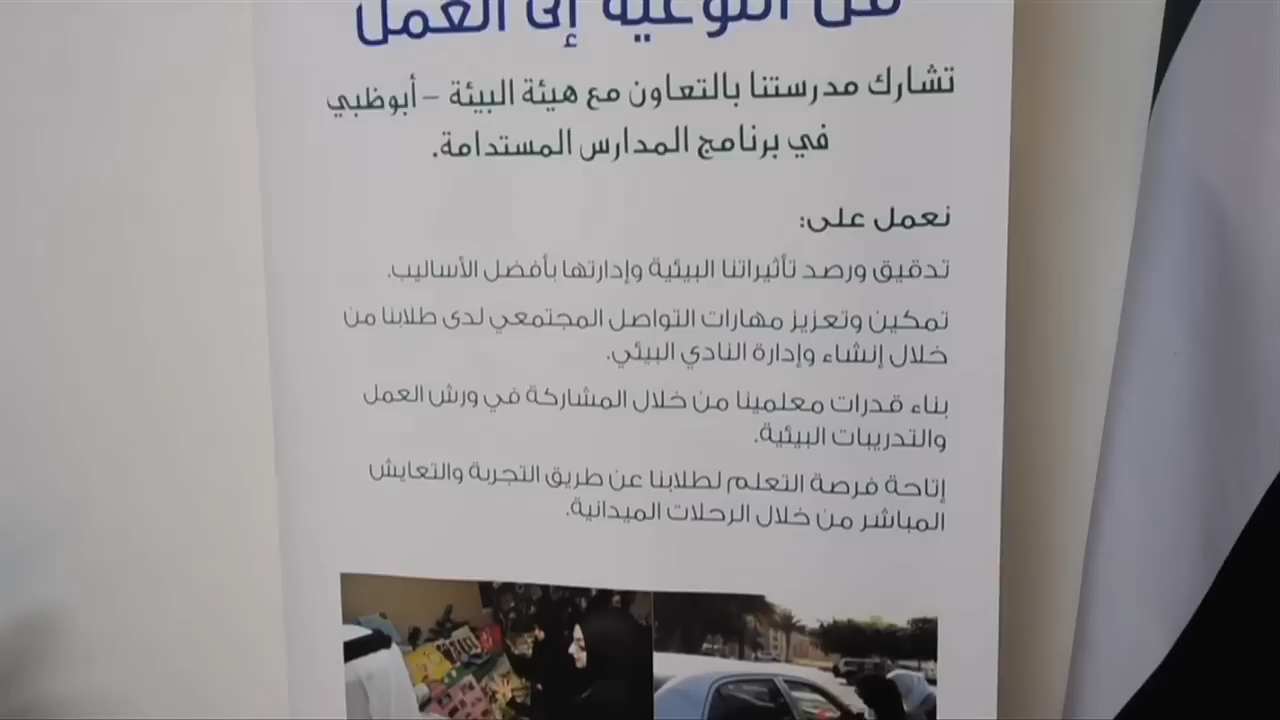 من التوعية إلى العمل
تشارك مدرستنا بالتعاون مع هيئة البيئة – أبوظبي
في برنامج المدارس المستدامة.
نعمل على:
تدقيق ورصد تأثيراتنا البيئية وإدارتها بأفضل الأساليب.
تمكين وتعزيز مهارات التواصل المجتمعي لدى طلابنا من
خلال إنشاء وإدارة النادي البيئي.
بناء قدرات معلمينا من خلال المشاركة في ورش العمل
والتدريبات البيئية.
إتاحة فرصة التعلم لطلابنا عن طريق التجربة والتعايش
المباشر من خلال الرحلات الميدانية.